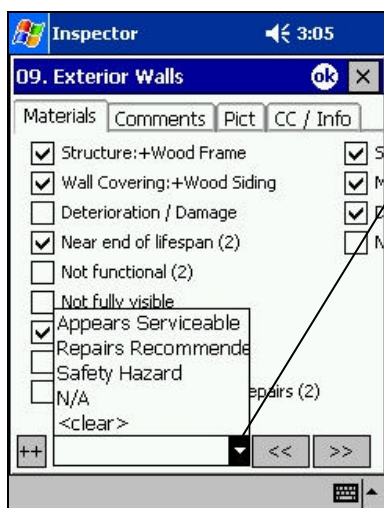 Inspector 3:05
09. Exterior Walls ok
Materials Comments Pict CC / Info
Structure:+Wood Frame
Wall Covering:+Wood Siding
Deterioration / Damage
Near end of lifespan (2)
Not functional (2)
Not fully visible
Appears Serviceable
Repairs Recommende
Safety Hazard
N/A
epairs (2)
<clear>
++ << >>